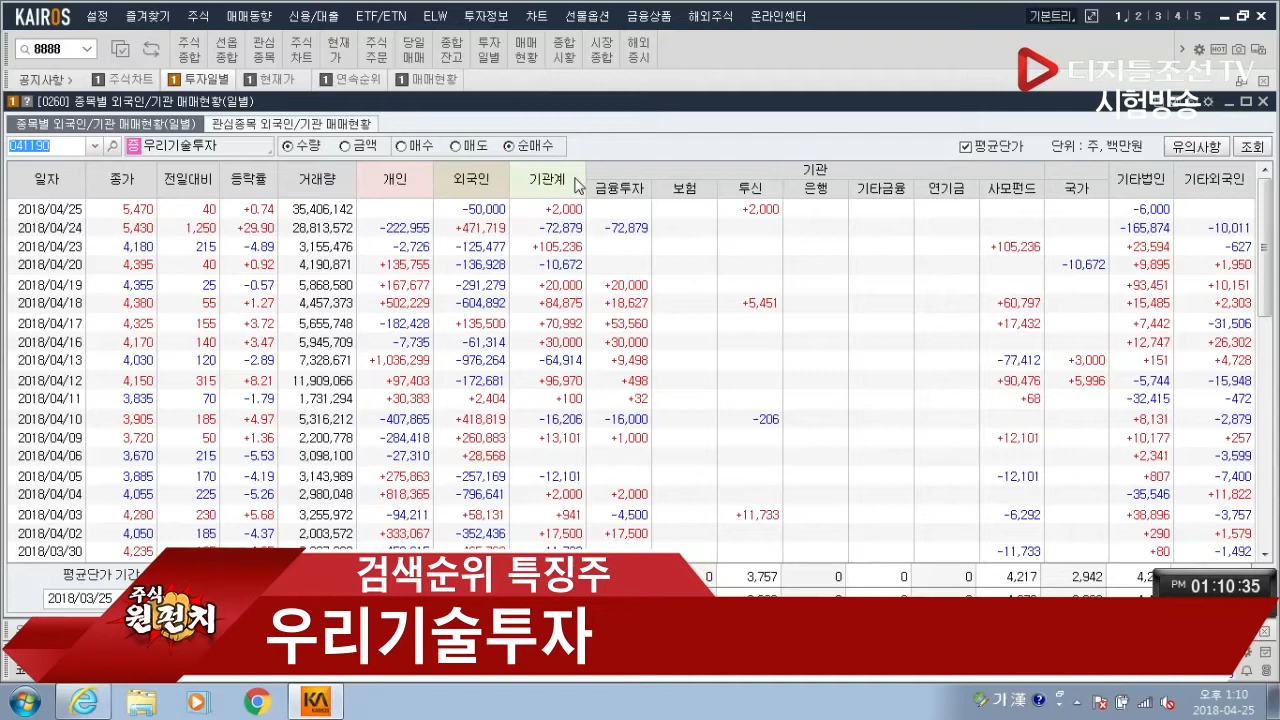 KAIROS 설정 즐겨찾기 주식 매매동향 신용/대출 ETF/ETN ELW 투자정보 차트 선물옵션 금융상품 해외주식 온라인센터 기본트리, 1 2 3 4 5
8888 주식종합 선옵종합 관심종목 주식차트 현재가 주식주문 당일매매 종합잔고 투자일별 매매현황 종합시황 시장종합 해외증시 HOT
공지사항 1 주식차트 1 투자일별 1 현재가 1 연속순위 1 매매현황
디지틀조선 TV
시험방송
1 ? [0260] 종목별 외국인/기관 매매현황(일별)
종목별 외국인/기관 매매현황(일별) 관심종목 외국인/기관 매매현황
041190 증 우리기술투자 수량 금액 매수 매도 순매수 평균단가 단위 : 주, 백만원 유의사항 조회
일자 종가 전일대비 등락률 거래량 개인 외국인 기관계 기관 기타법인 기타외국인
금융투자 보험 투신 은행 기타금융 연기금 사모펀드 국가
2018/04/25 5,470 40 +0.74 35,406,142 -50,000 +2,000 +2,000 -6,000
2018/04/24 5,430 1,250 +29.90 28,813,572 -222,955 +471,719 -72,879 -72,879 -165,874 -10,011
2018/04/23 4,180 215 -4.89 3,155,476 -2,726 -125,477 +105,236 +105,236 +23,594 -627
2018/04/20 4,395 40 +0.92 4,190,871 +135,755 -136,928 -10,672 -10,672 +9,895 +1,950
2018/04/19 4,355 25 -0.57 5,868,580 +167,677 -291,279 +20,000 +20,000 +93,451 +10,151
2018/04/18 4,380 55 +1.27 4,457,373 +502,229 -604,892 +84,875 +18,627 +5,451 +60,797 +15,485 +2,303
2018/04/17 4,325 155 +3.72 5,655,748 -182,428 +135,500 +70,992 +53,560 +17,432 +7,442 -31,506
2018/04/16 4,170 140 +3.47 5,945,709 -7,735 -61,314 +30,000 +30,000 +12,747 +26,302
2018/04/13 4,030 120 -2.89 7,328,671 +1,036,299 -976,264 -64,914 +9,498 -77,412 +3,000 +151 +4,728
2018/04/12 4,150 315 +8.21 11,909,066 +97,403 -172,681 +96,970 +498 +90,476 +5,996 -5,744 -15,948
2018/04/11 3,835 70 -1.79 1,731,294 +30,383 +2,404 +100 +32 +68 -32,415 -472
2018/04/10 3,905 185 +4.97 5,316,212 -407,865 +418,819 -16,206 -16,000 -206 +8,131 -2,879
2018/04/09 3,720 50 +1.36 2,200,778 -284,418 +260,883 +13,101 +1,000 +12,101 +10,177 +257
2018/04/06 3,670 215 -5.53 3,098,100 -27,310 +28,568 +2,341 -3,599
2018/04/05 3,885 170 -4.19 3,143,989 +275,863 -257,169 -12,101 -12,101 +807 -7,400
2018/04/04 4,055 225 -5.26 2,980,048 +818,365 -796,641 +2,000 +2,000 -35,546 +11,822
2018/04/03 4,280 230 +5.68 3,255,972 -94,211 +58,131 +941 -4,500 +11,733 -6,292 +38,896 -3,757
2018/04/02 4,050 185 -4.37 2,003,572 +333,067 -352,436 +17,500 +17,500 +290 +1,579
2018/03/30 4,235 -11,733 +80 -1,492
평균단가 기간 0 3,757 0 0 0 4,217 2,942
2018/03/25
PM 01:10:35
검색순위 특징주
주식 원펀치
우리기술투자
KA
KAIROS
가 漢
오후 1:10
2018-04-25